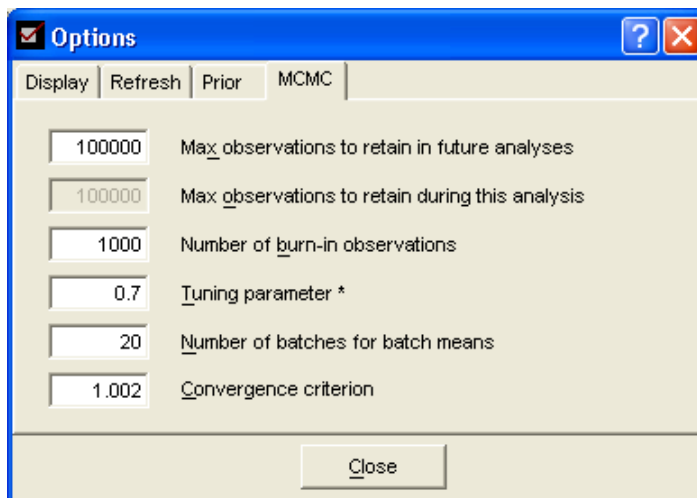 Options
Display Refresh Prior MCMC
100000 Max observations to retain in future analyses
100000 Max observations to retain during this analysis
1000 Number of burn-in observations
0.7 Tuning parameter *
20 Number of batches for batch means
1.002 Convergence criterion
Close